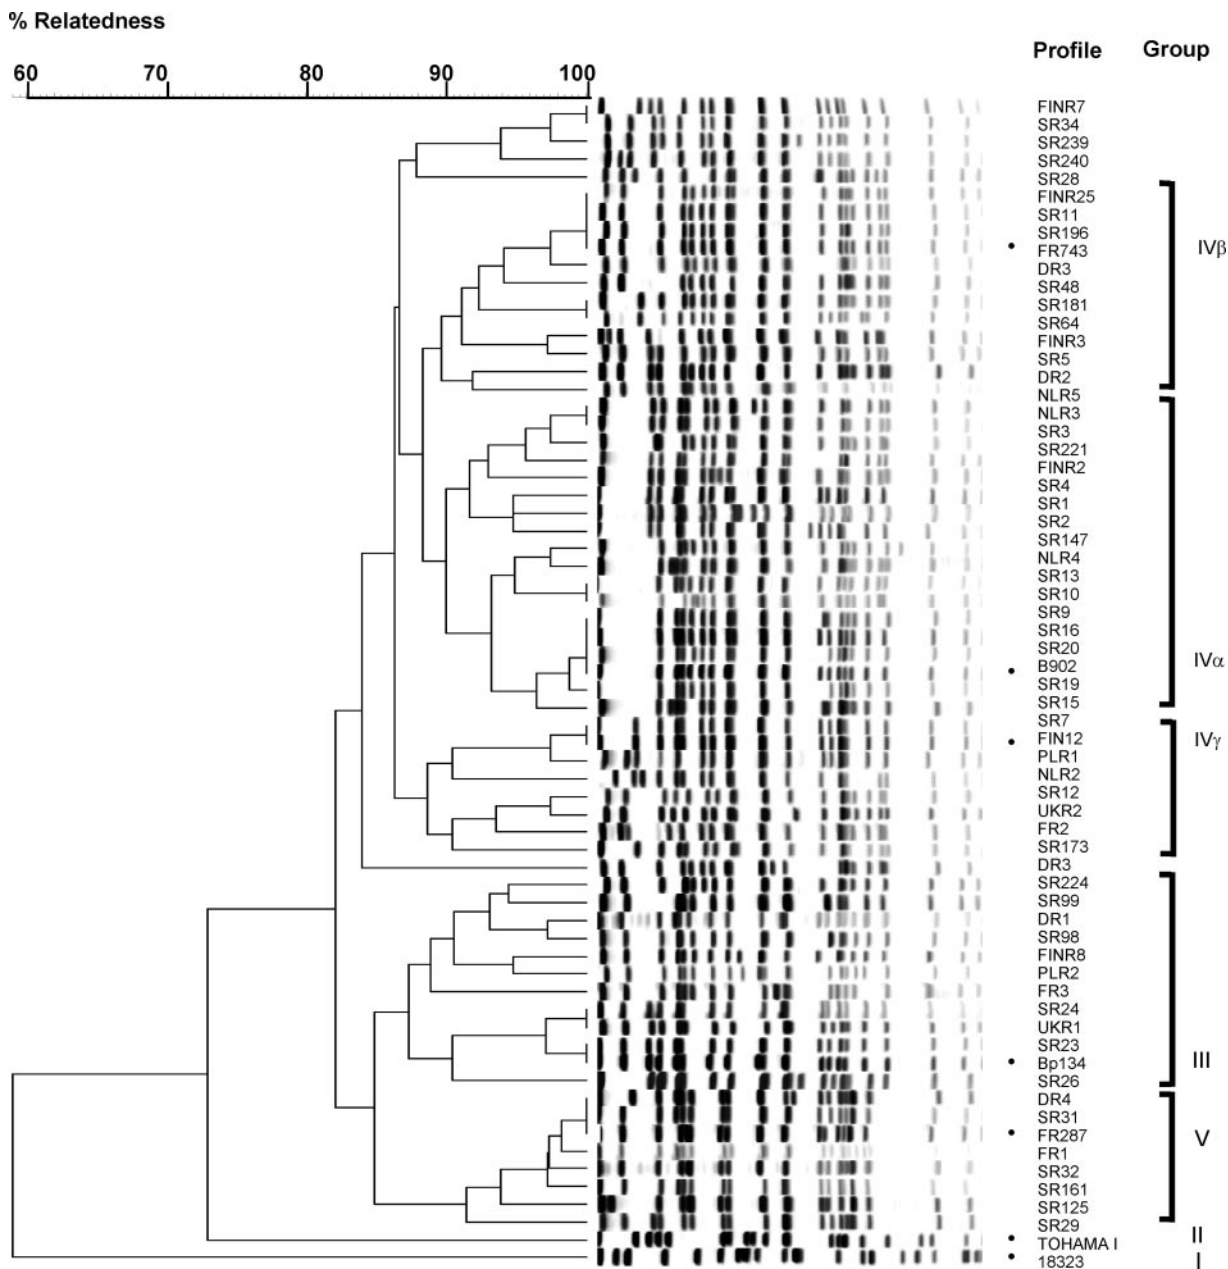 % Relatedness
Profile Group
60 70 80 90 100
FINR7
SR34
SR239
SR240
SR28
FINR25
SR11
SR196
FR743
IVβ
DR3
SR48
SR181
SR64
FINR3
SR5
DR2
NLR5
NLR3
SR3
SR221
FINR2
SR4
SR1
SR2
SR147
NLR4
SR13
SR10
SR9
SR16
SR20
B902
IVα
SR19
SR15
SR7
FIN12
IVγ
PLR1
NLR2
SR12
UKR2
FR2
SR173
DR3
SR224
SR99
DR1
SR98
FINR8
PLR2
FR3
SR24
UKR1
SR23
Bp134
III
SR26
DR4
SR31
FR287
V
FR1
SR32
SR161
SR125
SR29
TOHAMA I
II
18323
I